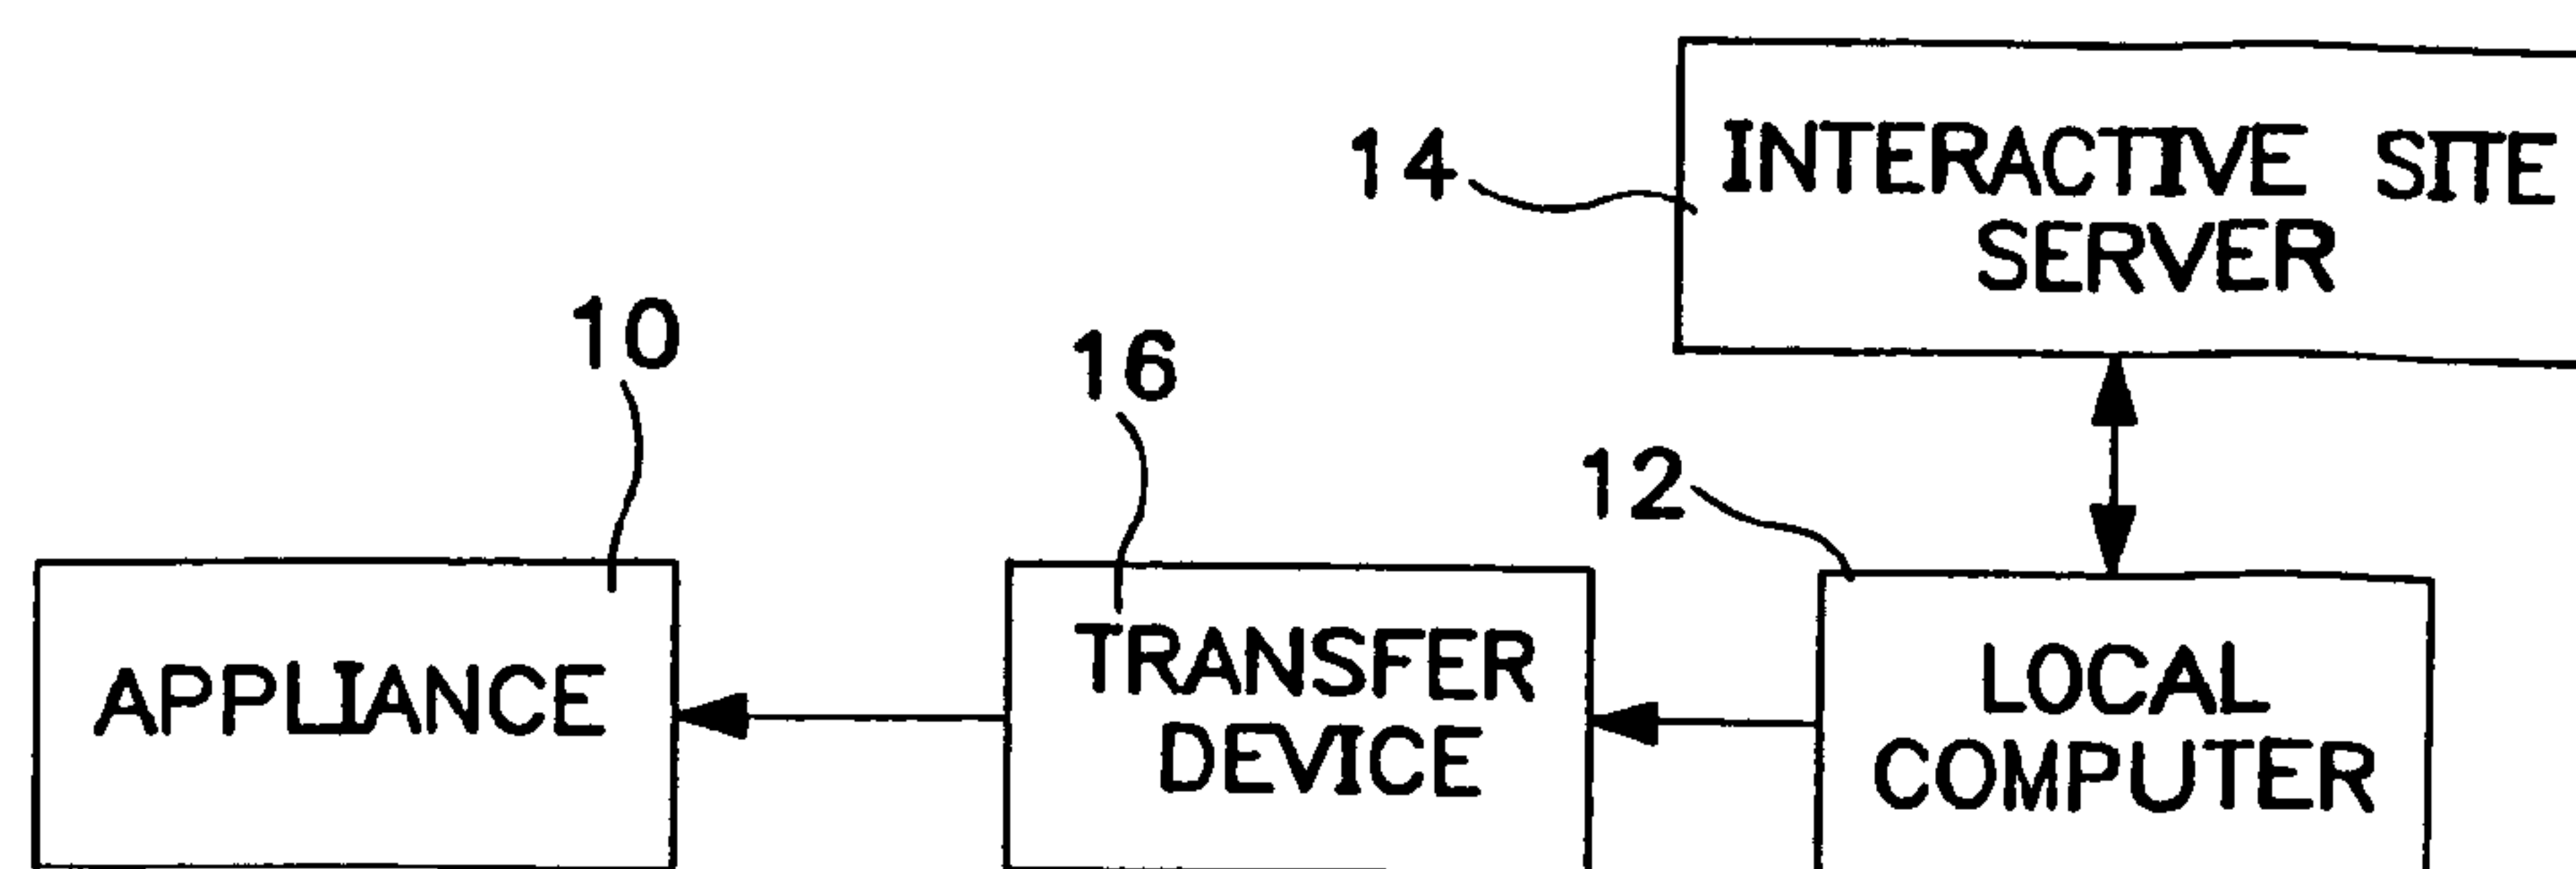 14
INTERACTIVE SITE
SERVER
10
16
12
APPLIANCE
TRANSFER
DEVICE
LOCAL
COMPUTER